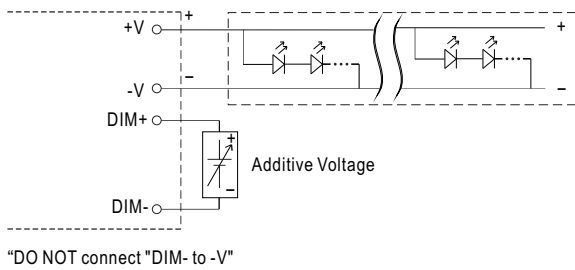 +V
+
+
-V
−
−
DIM+
+
Additive Voltage
−
DIM-
“DO NOT connect "DIM- to -V"